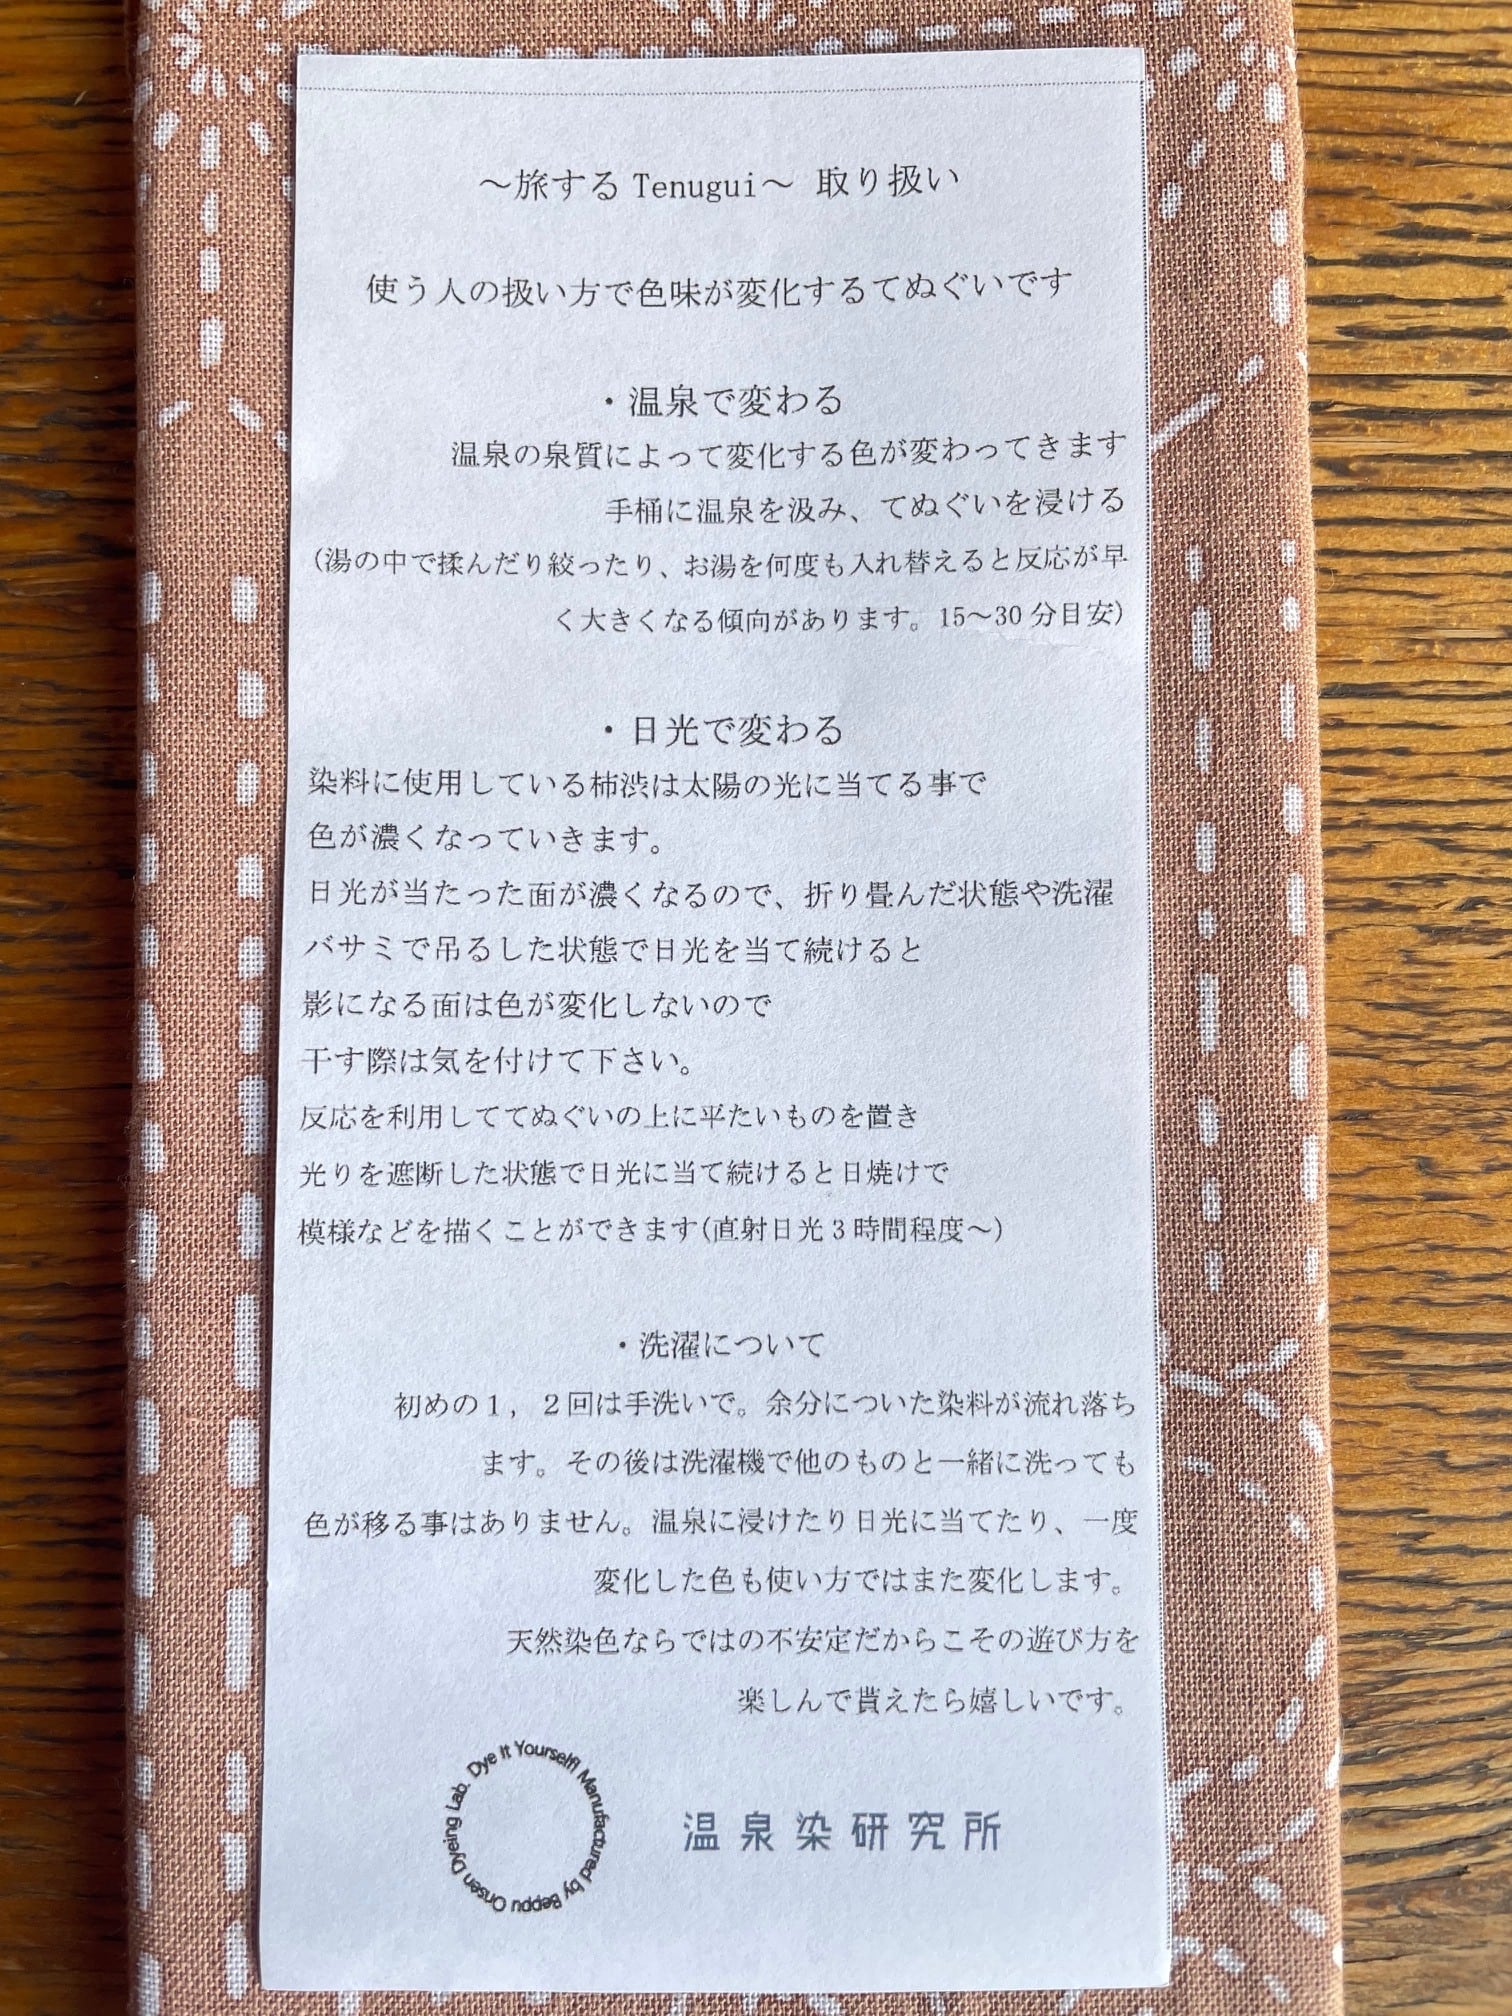 ～旅する Tenugui～ 取り扱い
使う人の扱い方で色味が変化するてぬぐいです
・温泉で変わる
温泉の泉質によって変化する色が変わってきます
手桶に温泉を汲み、てぬぐいを浸ける
(湯の中で揉んだり絞ったり、お湯を何度も入れ替えると反応が早
く大きくなる傾向があります。15～30 分目安)
・日光で変わる
染料に使用している柿渋は太陽の光に当てる事で
色が濃くなっていきます。
日光が当たった面が濃くなるので、折り畳んだ状態や洗濯
バサミで吊るした状態で日光を当て続けると
影になる面は色が変化しないので
干す際は気を付けて下さい。
反応を利用しててぬぐいの上に平たいものを置き
光りを遮断した状態で日光に当て続けると日焼けで
模様などを描くことができます(直射日光３時間程度～)
・洗濯について
初めの１，２回は手洗いで。余分についた染料が流れ落ち
ます。その後は洗濯機で他のものと一緒に洗っても
色が移る事はありません。温泉に浸けたり日光に当てたり、一度
変化した色も使い方ではまた変化します。
天然染色ならではの不安定だからこその遊び方を
楽しんで貰えたら嬉しいです。
Dye It Yourself! Manufactured by Beppu Onsen Dyeing Lab.
温泉染研究所